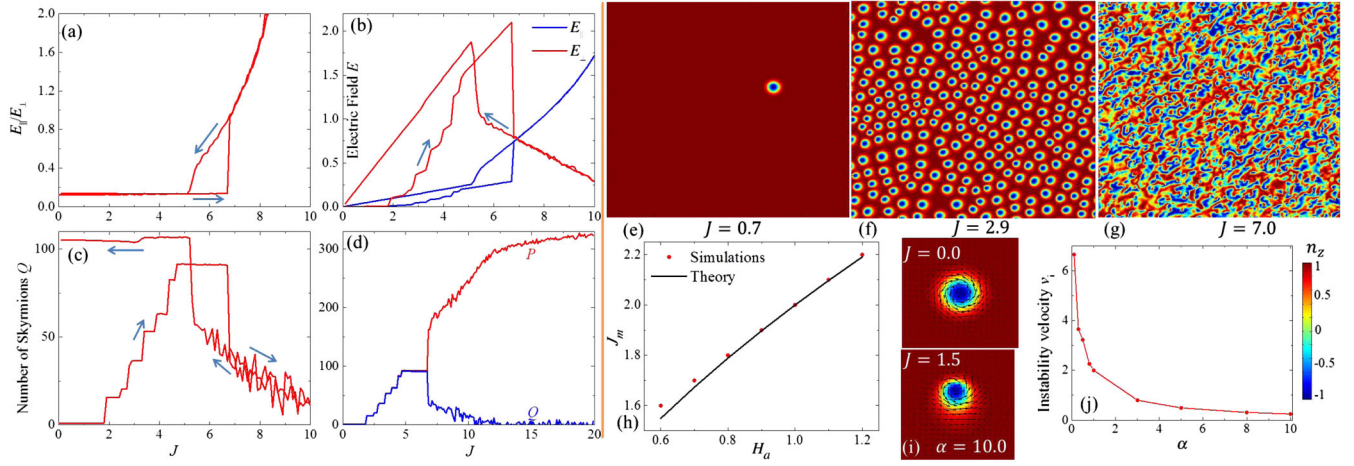 (a)
2.0
1.6
1.2
0.8
0.4
0.0
E∥/E⊥
0 2 4 6 8 10
(b)
E
E_
2.0
1.5
1.0
0.5
0.0
Electric Field E
0 2 4 6 8 10
(c)
100
50
0
Nunmber of Skyrmions Q
0 2 4 6 8 10
J
(d)
P
Q
300
200
100
0
0 5 10 15 20
J
(e) J = 0.7
(f) J = 2.9
(g) J = 7.0
Simulations
Theory
2.2
2.0
1.8
1.6
J_m
(h)
0.6 0.8 1.0 1.2
H_a
J = 0.0
J = 1.5
(i) α = 10.0
6
4
2
0
Instability velocity v_i
(j)
0 2 4 6 8 10
α
n_z
1
0.5
0
-0.5
-1